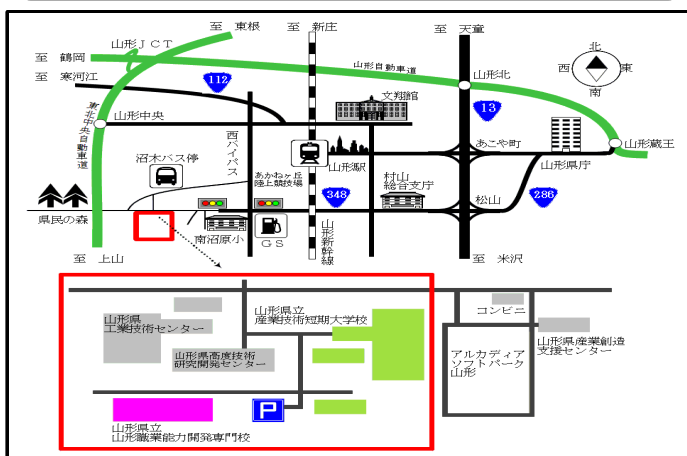 至 東根
至 新庄
至 天童
山形JCT
至 鶴岡
至 寒河江
112
山形自動車道
山形北
北
西
東
南
13
文翔館
東北中央自動車道
山形中央
西バイパス
沼木バス停
あかねヶ丘
陸上競技場
山形駅
あこや町
山形県庁
山形蔵王
村山
総合支庁
348
松山
286
県民の森
南沼原小
GS
山形新幹線
至 上山
至 米沢
山形県
工業技術センター
山形県立
産業技術短期大学校
山形県高度技術
研究開発センター
コンビニ
山形県産業創造
支援センター
アルカディア
ソフトパーク
山形
P
山形県立
山形職業能力開発専門校